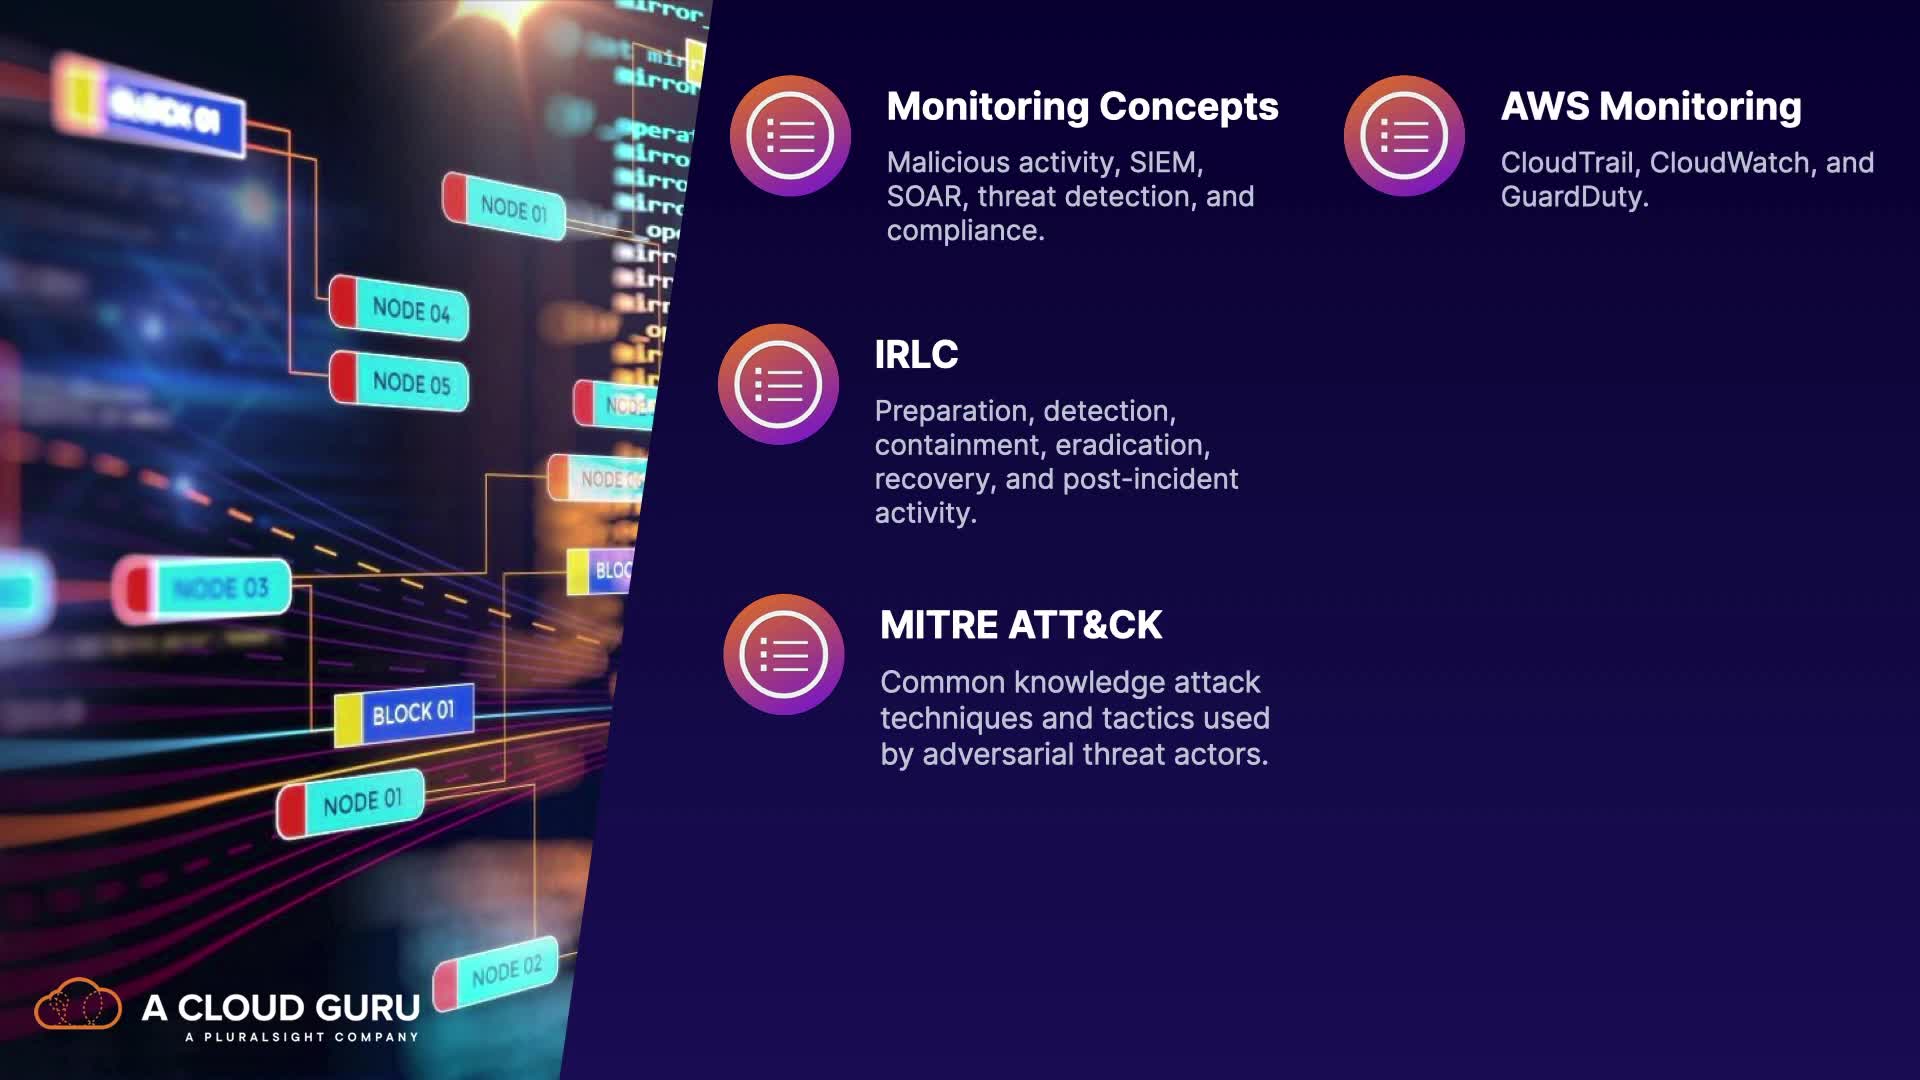 Monitoring Concepts
Malicious activity, SIEM,
SOAR, threat detection, and
compliance.
IRLC
Preparation, detection,
containment, eradication,
recovery, and post-incident
activity.
MITRE ATT&CK
Common knowledge attack
techniques and tactics used
by adversarial threat actors.
AWS Monitoring
CloudTrail, CloudWatch, and
GuardDuty.
BLOCK 01
NODE 01
NODE 04
NODE 05
NODE 03
BLOCK 01
NODE 01
NODE 02
A CLOUD GURU
A PLURALSIGHT COMPANY